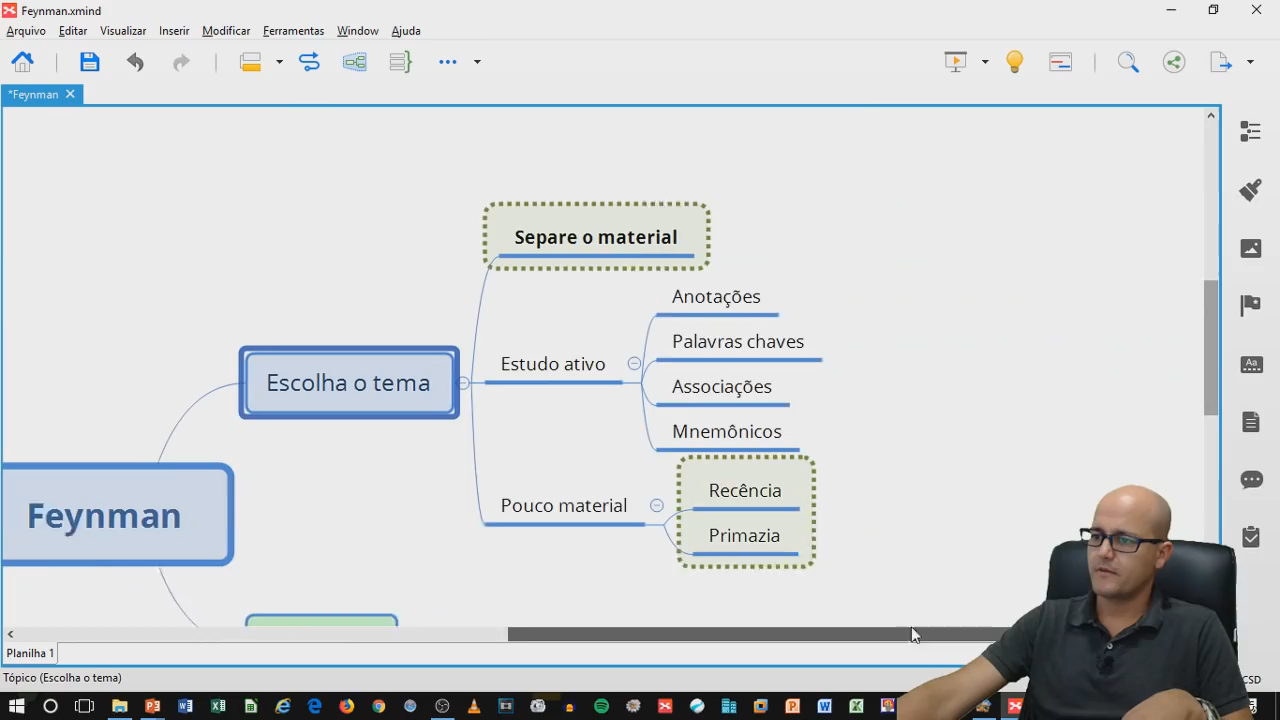 Feynman.xmind
Arquivo Editar Visualizar Inserir Modificar Ferramentas Window Ajuda
*Feynman
Separe o material
Anotações
Palavras chaves
Estudo ativo
Associações
Escolha o tema
Mnemônicos
Recência
Pouco material
Feynman
Primazia
Planilha 1
Tópico (Escolha o tema)